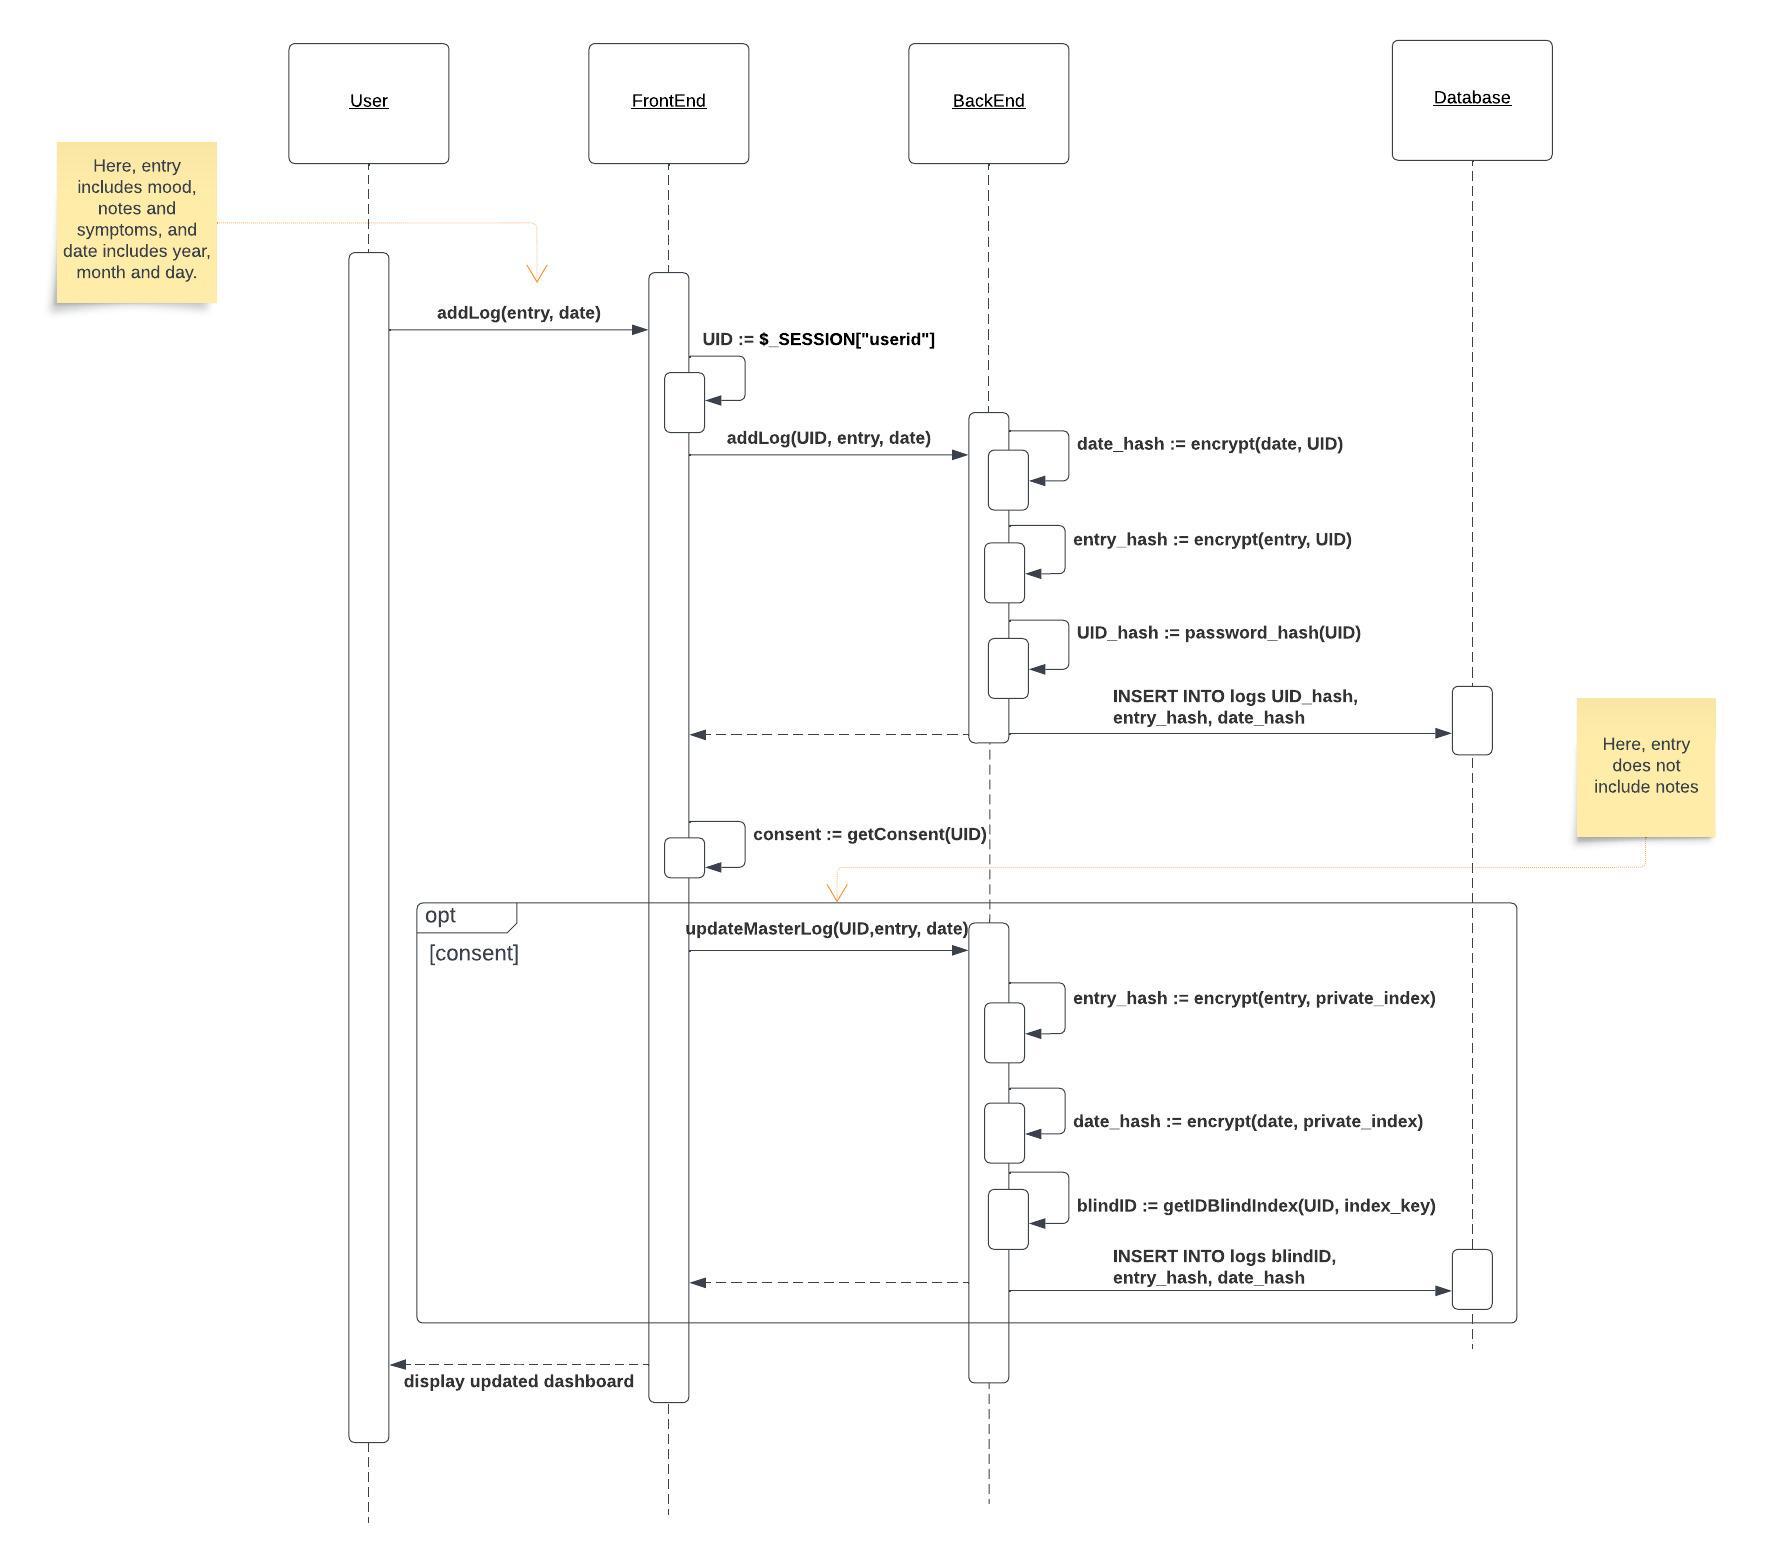 User
FrontEnd
BackEnd
Database
Here, entry
includes mood,
notes and
symptoms, and
date includes year,
month and day.
addLog(entry, date)
UID := $_SESSION["userid"]
addLog(UID, entry, date)
date_hash := encrypt(date, UID)
entry_hash := encrypt(entry, UID)
UID_hash := password_hash(UID)
INSERT INTO logs UID_hash,
entry_hash, date_hash
Here, entry
does not
include notes
consent := getConsent(UID)
opt
[consent]
updateMasterLog(UID,entry, date)
entry_hash := encrypt(entry, private_index)
date_hash := encrypt(date, private_index)
blindID := getIDBlindIndex(UID, index_key)
INSERT INTO logs blindID,
entry_hash, date_hash
display updated dashboard